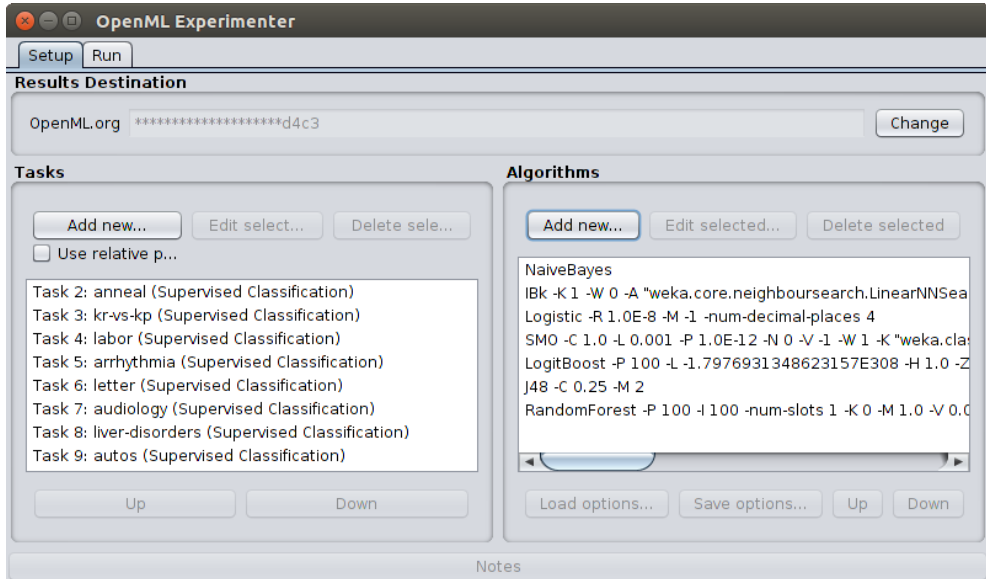 OpenML Experimenter
Setup Run
Results Destination
OpenML.org ********************d4c3 Change
Tasks
Add new... Edit select... Delete sele...
Use relative p...
Task 2: anneal (Supervised Classification)
Task 3: kr-vs-kp (Supervised Classification)
Task 4: labor (Supervised Classification)
Task 5: arrhythmia (Supervised Classification)
Task 6: letter (Supervised Classification)
Task 7: audiology (Supervised Classification)
Task 8: liver-disorders (Supervised Classification)
Task 9: autos (Supervised Classification)
Up Down
Algorithms
Add new... Edit selected... Delete selected
NaiveBayes
IBk -K 1 -W 0 -A "weka.core.neighboursearch.LinearNNSea
Logistic -R 1.0E-8 -M -1 -num-decimal-places 4
SMO -C 1.0 -L 0.001 -P 1.0E-12 -N 0 -V -1 -W 1 -K "weka.clas
LogitBoost -P 100 -L -1.7976931348623157E308 -H 1.0 -Z
J48 -C 0.25 -M 2
RandomForest -P 100 -I 100 -num-slots 1 -K 0 -M 1.0 -V 0.0
Load options... Save options... Up Down
Notes